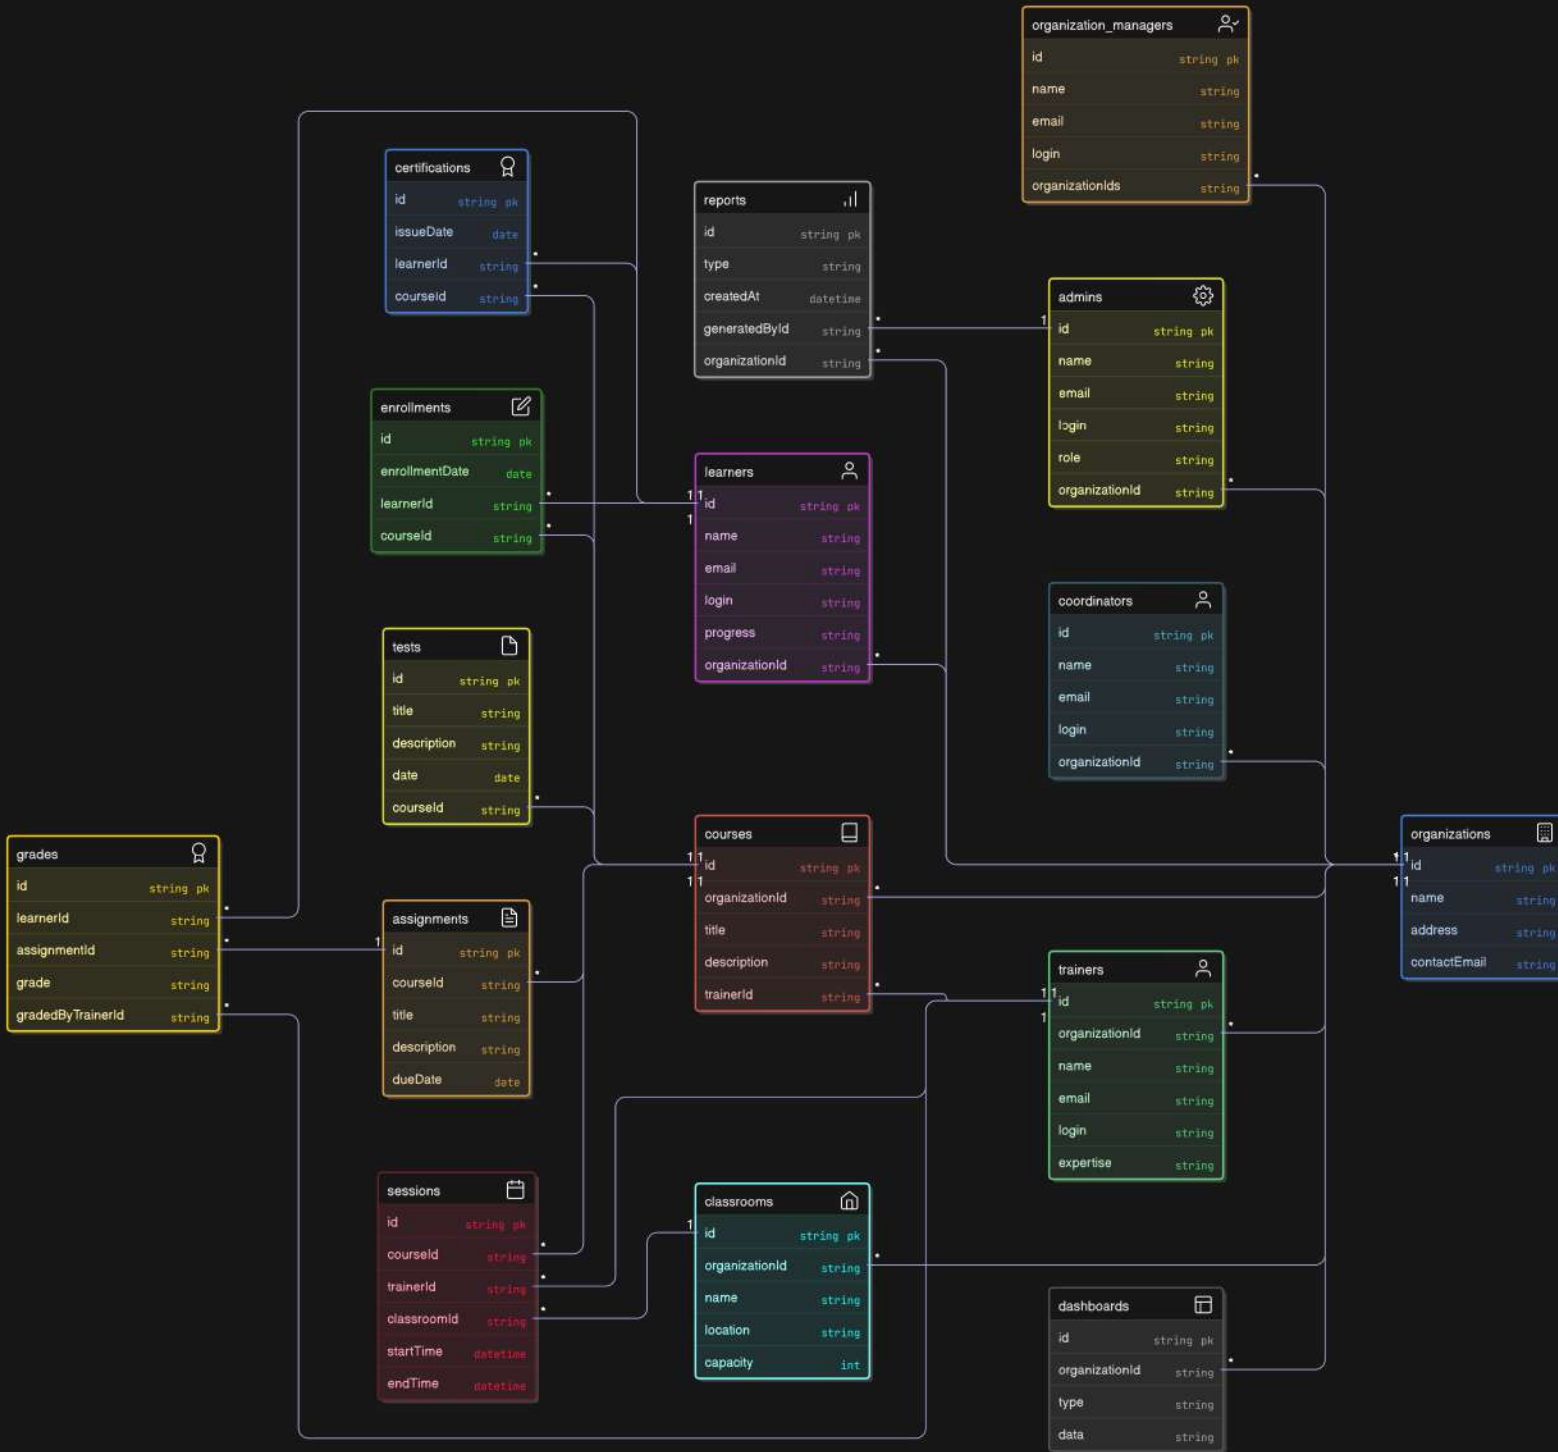 organization_managers
id string pk
name string
email string
login string
organizationIds string
certifications
id string pk
issueDate date
learnerId string
courseId string
reports
id string pk
type string
createdAt datetime
generatedById string
organizationId string
admins
id string pk
name string
email string
login string
role string
organizationId string
enrollments
id string pk
enrollmentDate date
learnerId string
courseId string
learners
id string pk
name string
email string
login string
progress string
organizationId string
coordinators
id string pk
name string
email string
login string
organizationId string
tests
id string pk
title string
description string
date date
courseId string
grades
id string pk
learnerId string
assignmentId string
grade string
gradedByTrainerId string
assignments
id string pk
courseId string
title string
description string
dueDate date
courses
id string pk
organizationId string
title string
description string
trainerId string
organizations
id string pk
name string
address string
contactEmail string
trainers
id string pk
organizationId string
name string
email string
login string
expertise string
sessions
id string pk
courseId string
trainerId string
classroomId string
startTime datetime
endTime datetime
classrooms
id string pk
organizationId string
name string
location string
capacity int
dashboards
id string pk
organizationId string
type string
data string